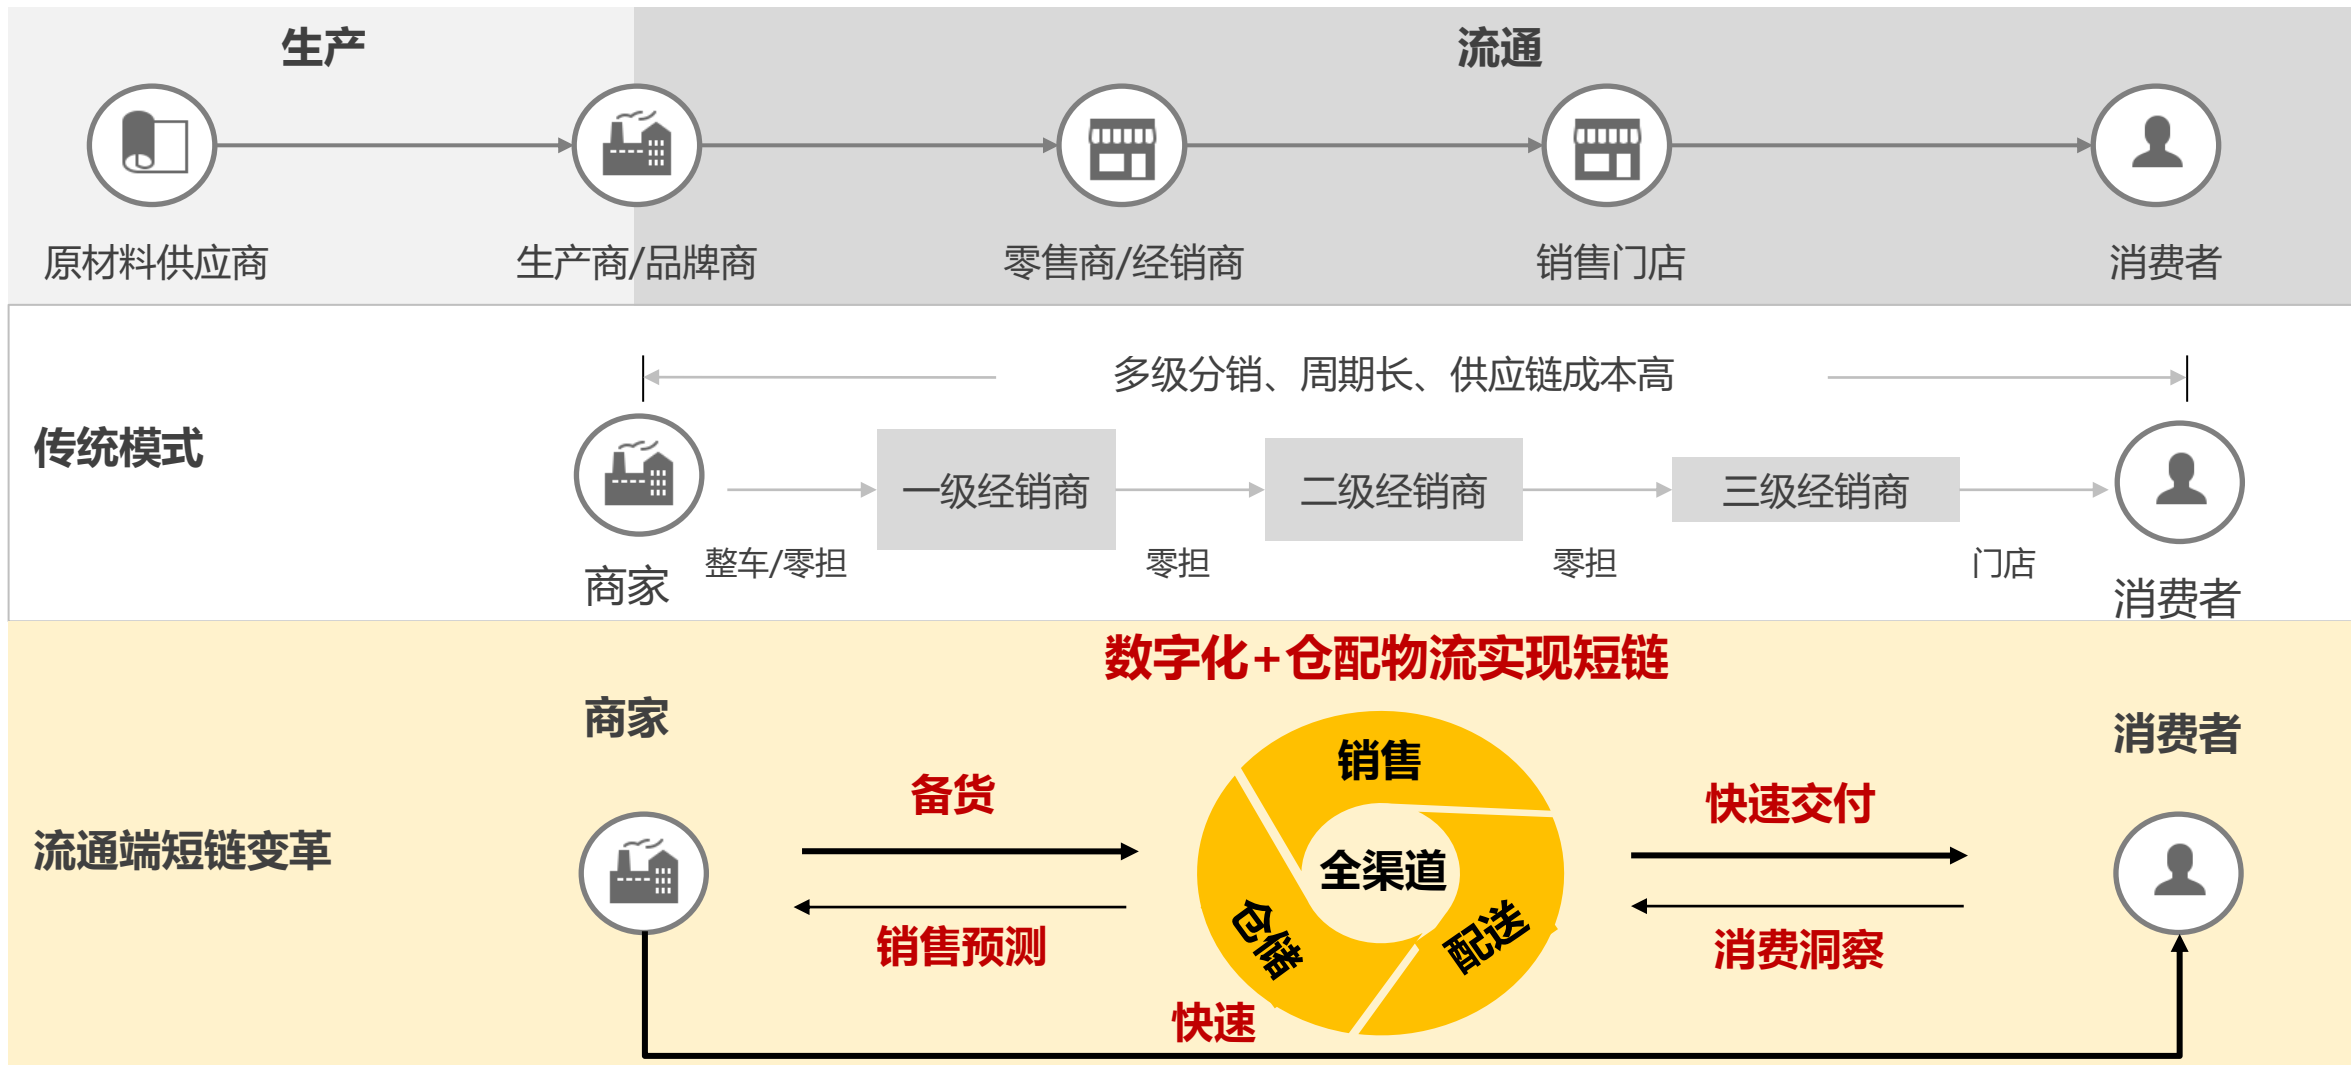 生产
流通
原材料供应商
生产商/品牌商
零售商/经销商
销售门店
消费者
多级分销、周期长、供应链成本高
传统模式
一级经销商
二级经销商
三级经销商
整车/零担
零担
零担
门店
商家
消费者
数字化+仓配物流实现短链
商家
消费者
销售
备货
快速交付
流通端短链变革
全渠道
仓储
配送
销售预测
消费洞察
快速